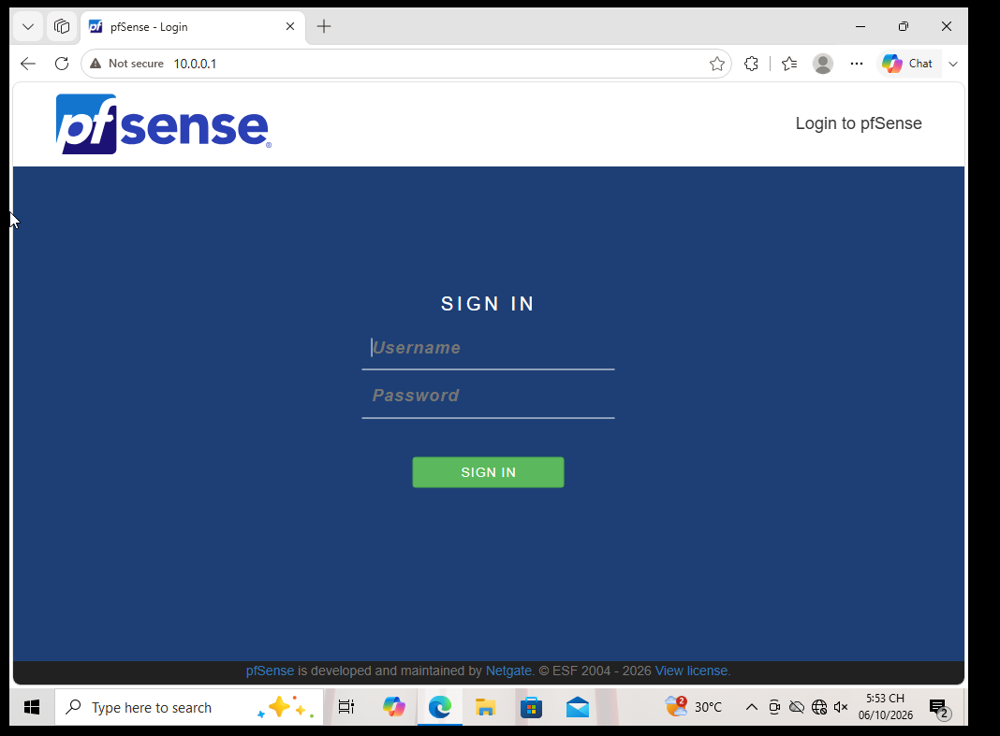 pfSense - Login
Not secure 10.0.0.1
Chat
pfsense®
Login to pfSense
SIGN IN
Username
Password
SIGN IN
pfSense is developed and maintained by Netgate. © ESF 2004 - 2026 View license.
Type here to search
2
30°C
5:53 CH
06/10/2026
2